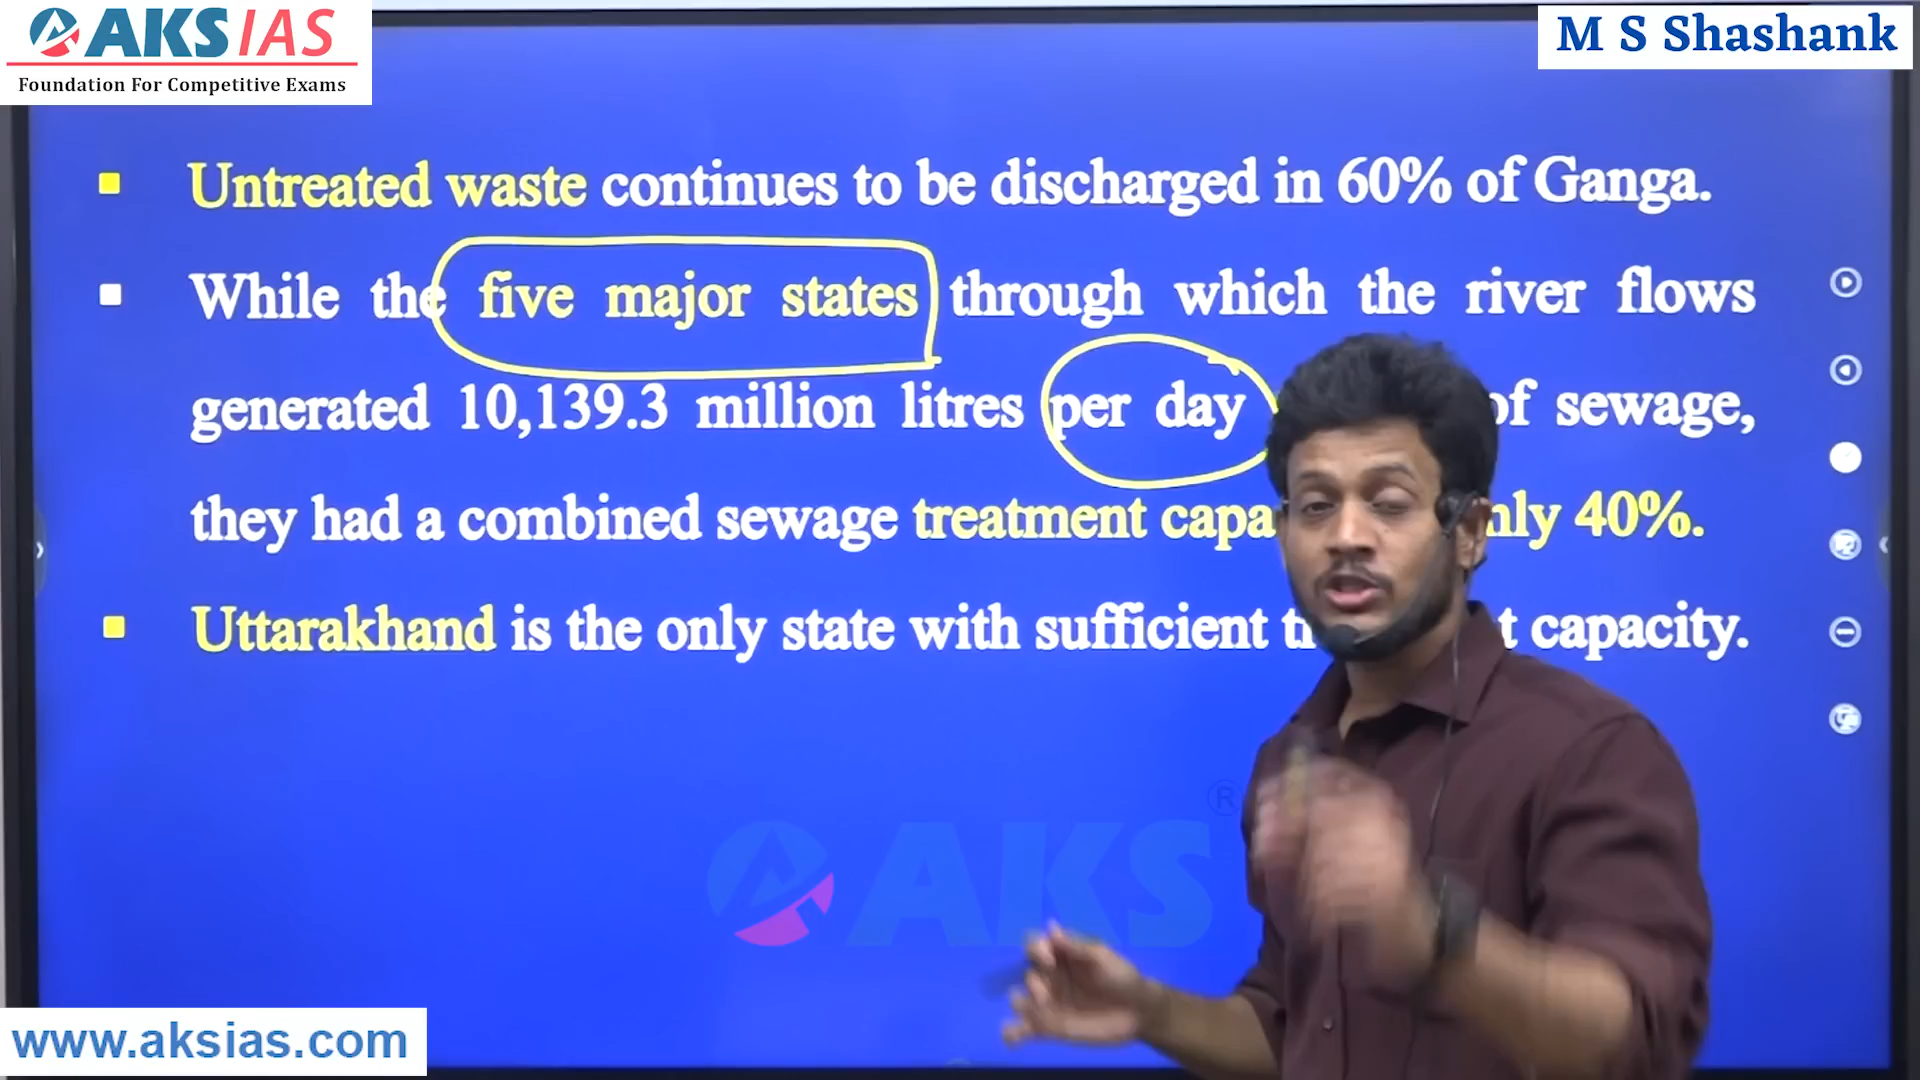 AKS IAS
Foundation For Competitive Exams
M S Shashank
Untreated waste continues to be discharged in 60% of Ganga.
While the five major states through which the river flows
generated 10,139.3 million litres per day of sewage,
they had a combined sewage treatment 40%.
Uttarakhand is the only state with sufficient capacity.
®
AKS
www.aksias.com